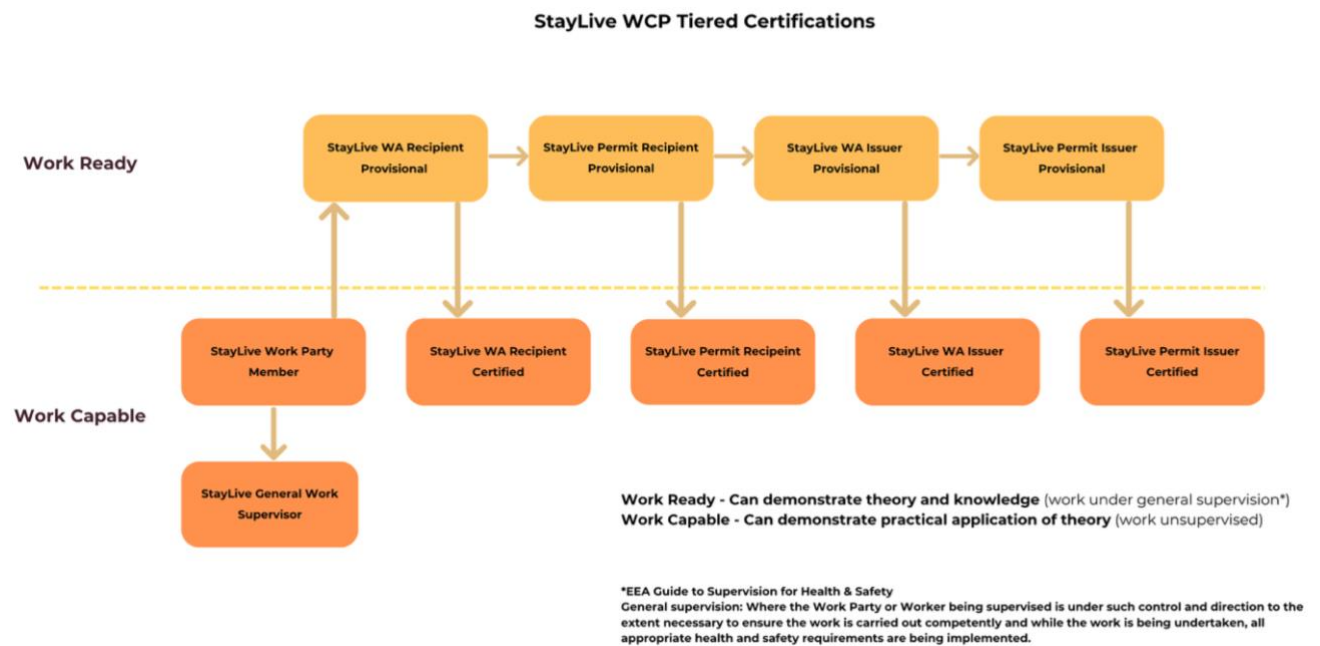 StayLive WCP Tiered Certifications
Work Ready
StayLive WA Recipient
Provisional
StayLive Permit Recipient
Provisional
StayLive WA Issuer
Provisional
StayLive Permit Issuer
Provisional
Work Capable
StayLive Work Party
Member
StayLive WA Recipient
Certified
StayLive Permit Recipeint
Certified
StayLive WA Issuer
Certified
StayLive Permit Issuer
Certified
StayLive General Work
Supervisor
Work Ready - Can demonstrate theory and knowledge (work under general supervision*)
Work Capable - Can demonstrate practical application of theory (work unsupervised)
*EEA Guide to Supervision for Health & Safety
General supervision: Where the Work Party or Worker being supervised is under such control and direction to the
extent necessary to ensure the work is carried out competently and while the work is being undertaken, all
appropriate health and safety requirements are being implemented.